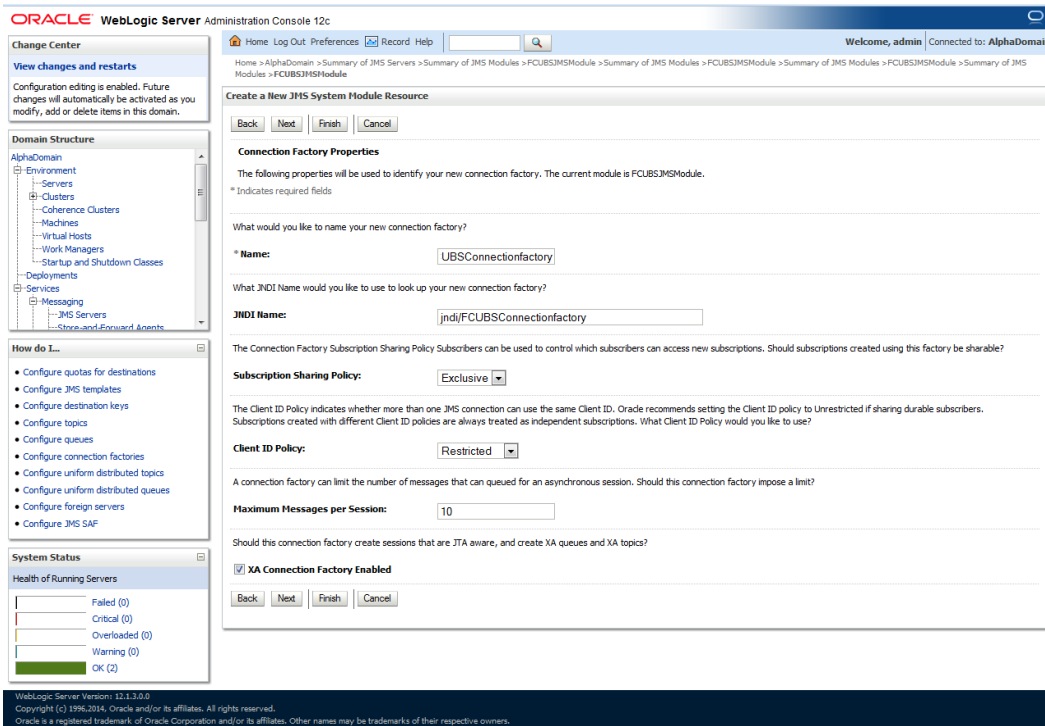 ORACLE WebLogic Server Administration Console 12c
Change Center
View changes and restarts
Configuration editing is enabled. Future
changes will automatically be activated as you
modify, add or delete items in this domain.
Domain Structure
AlphaDomain
Environment
Servers
Clusters
Coherence Clusters
Machines
Virtual Hosts
Work Managers
Startup and Shutdown Classes
Deployments
Services
Messaging
JMS Servers
Store-and-Forward Agents
How do I...
Configure quotas for destinations
Configure JMS templates
Configure destination keys
Configure topics
Configure queues
Configure connection factories
Configure uniform distributed topics
Configure uniform distributed queues
Configure foreign servers
Configure JMS SAF
System Status
Health of Running Servers
Failed (0)
Critical (0)
Overloaded (0)
Warning (0)
OK (2)
Home Log Out Preferences Record Help
Welcome, admin Connected to: AlphaDomai
Home >AlphaDomain >Summary of JMS Servers >Summary of JMS Modules >FCUBSJMSModule >Summary of JMS Modules >FCUBSJMSModule >Summary of JMS Modules >FCUBSJMSModule >Summary of JMS
Modules >FCUBSJMSModule
Create a New JMS System Module Resource
Back Next Finish Cancel
Connection Factory Properties
The following properties will be used to identify your new connection factory. The current module is FCUBSJMSModule.
* Indicates required fields
What would you like to name your new connection factory?
* Name: UBSConnectionfactory
What JNDI Name would you like to use to look up your new connection factory?
JNDI Name: jndi/FCUBSConnectionfactory
The Connection Factory Subscription Sharing Policy Subscribers can be used to control which subscribers can access new subscriptions. Should subscriptions created using this factory be sharable?
Subscription Sharing Policy: Exclusive
The Client ID Policy indicates whether more than one JMS connection can use the same Client ID. Oracle recommends setting the Client ID policy to Unrestricted if sharing durable subscribers.
Subscriptions created with different Client ID policies are always treated as independent subscriptions. What Client ID Policy would you like to use?
Client ID Policy: Restricted
A connection factory can limit the number of messages that can queued for an asynchronous session. Should this connection factory impose a limit?
Maximum Messages per Session: 10
Should this connection factory create sessions that are JTA aware, and create XA queues and XA topics?
XA Connection Factory Enabled
Back Next Finish Cancel
WebLogic Server Version: 12.1.3.0.0
Copyright (c) 1996,2014, Oracle and/or its affiliates. All rights reserved.
Oracle is a registered trademark of Oracle Corporation and/or its affiliates. Other names may be trademarks of their respective owners.